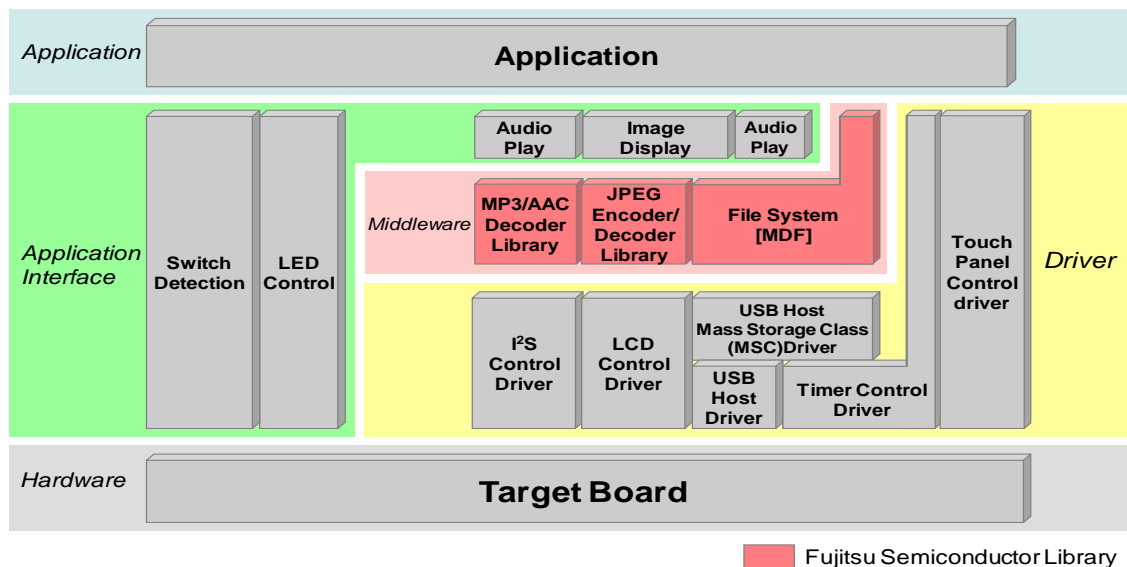 Application
Application
Application
Interface
Switch
Detection
LED
Control
Audio
Play
Image
Display
Audio
Play
Middleware
MP3/AAC
Decoder
Library
JPEG
Encoder/
Decoder
Library
File System
[MDF]
I²S
Control
Driver
LCD
Control
Driver
USB Host
Mass Storage Class
(MSC)Driver
USB
Host
Driver
Timer Control
Driver
Touch
Panel
Control
driver
Driver
Hardware
Target Board
Fujitsu Semiconductor Library